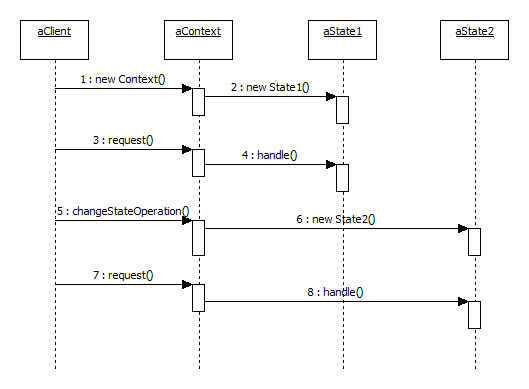 aClient
aContext
aState1
aState2
1 : new Context()
2 : new State1()
3 : request()
4 : handle()
5 : changeStateOperation()
6 : new State2()
7 : request()
8 : handle()